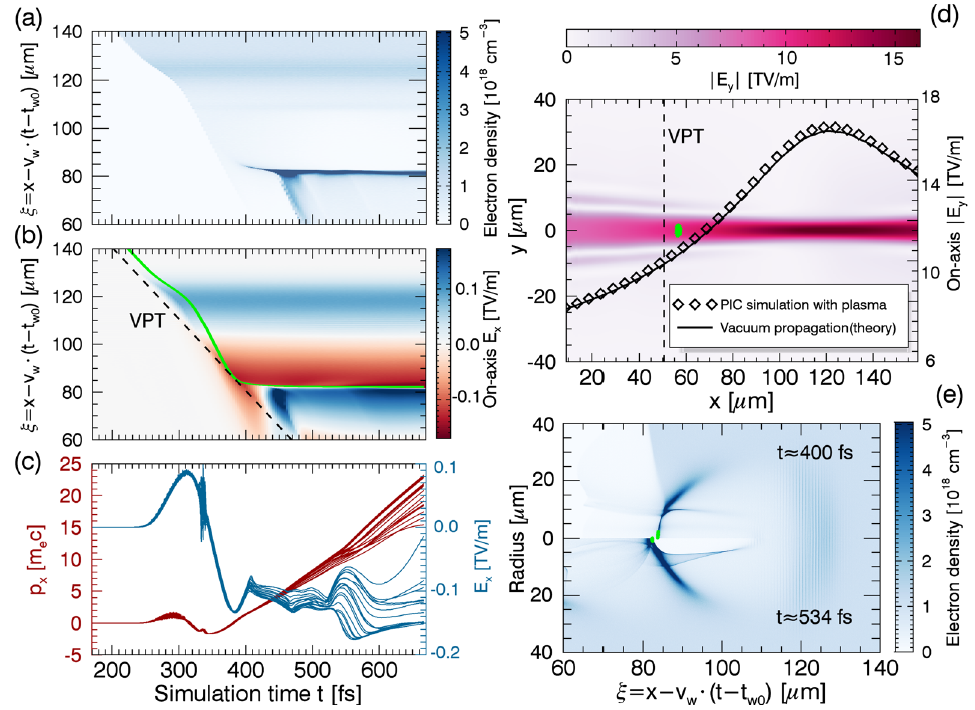 (a)
140
120
100
80
60
ξ=x−v_w·(t−t_w0) [μm]
5
4
3
2
1
0
Electron density [10^18 cm^−3]
(b)
140
120
100
80
60
ξ=x−v_w·(t−t_w0) [μm]
VPT
0.1
0.0
-0.1
On-axis E_x [TV/m]
(c)
25
20
15
10
5
0
-5
p_x [m_e c]
0.1
0.0
-0.1
-0.2
E_x [TV/m]
200 300 400 500 600
Simulation time t [fs]
(d)
0 5 10 15
|E_y| [TV/m]
40
20
0
-20
-40
y [μm]
VPT
PIC simulation with plasma
Vacuum propagation(theory)
18
16
14
12
10
8
6
On-axis |E_y| [TV/m]
20 40 60 80 100 120 140
x [μm]
(e)
40
20
0
20
40
Radius [μm]
t≈400 fs
t≈534 fs
5
4
3
2
1
0
Electron density [10^18 cm^−3]
60 80 100 120 140
ξ=x−v_w·(t−t_w0) [μm]